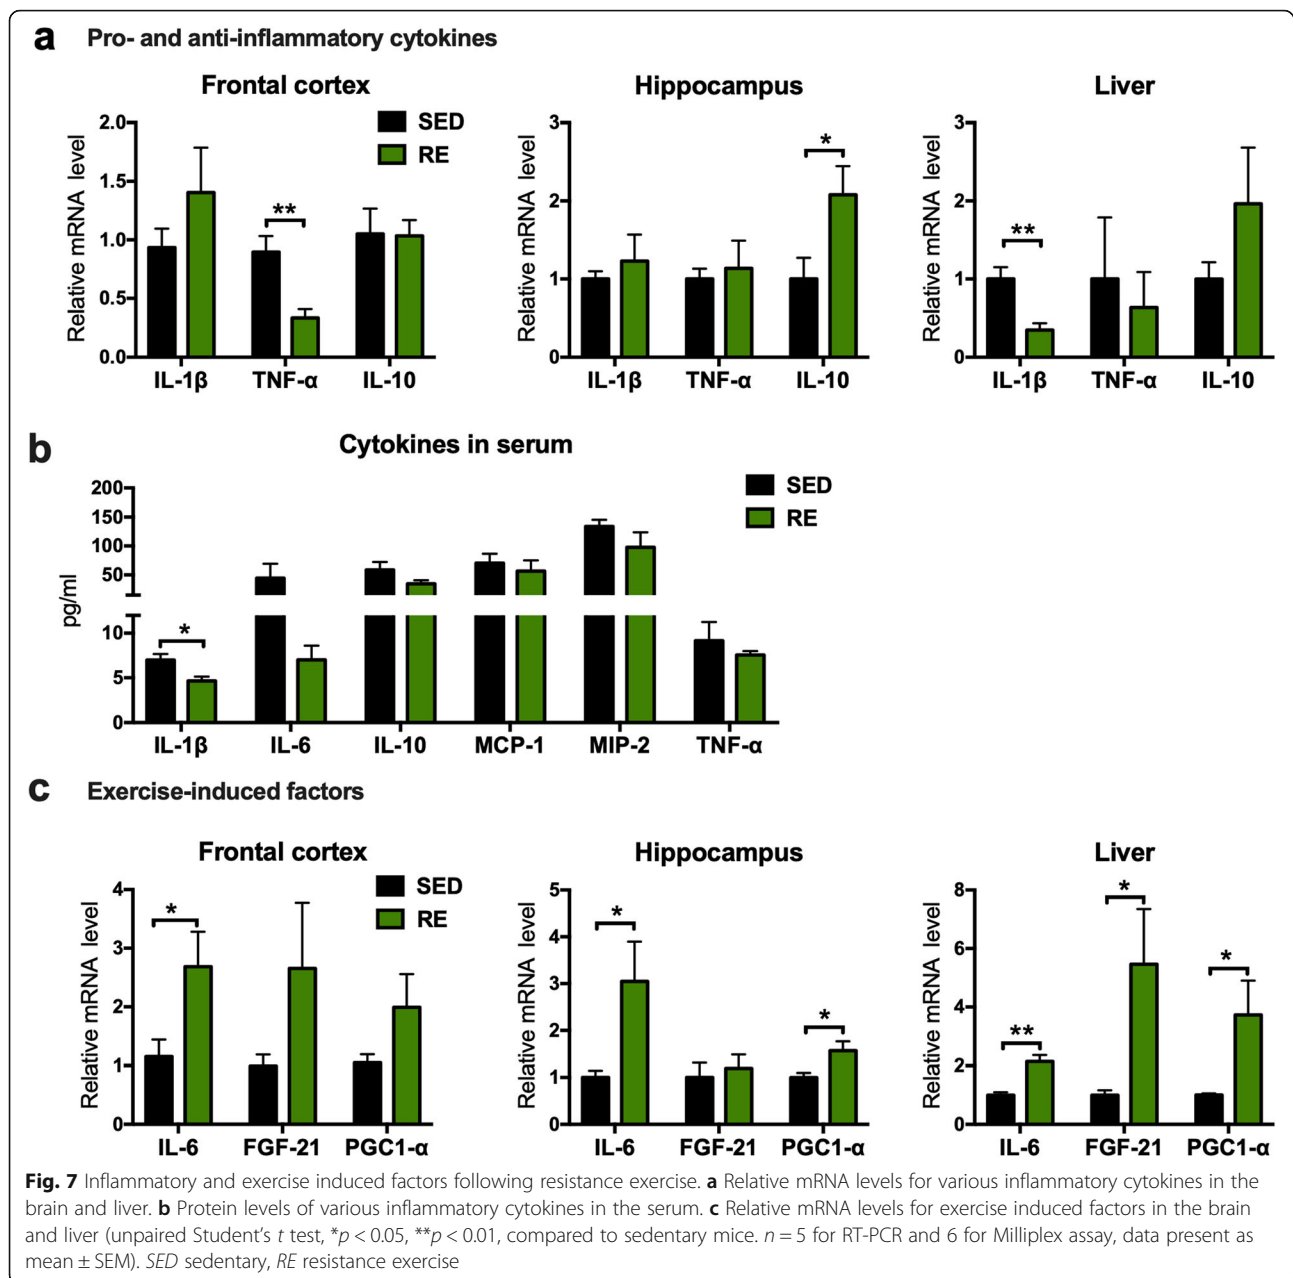 a Pro- and anti-inflammatory cytokines
Frontal cortex
SED
RE
Relative mRNA level
2.0
1.5
1.0
0.5
0.0
**
IL-1β TNF-α IL-10
Hippocampus
Relative mRNA level
3
2
1
0
*
IL-1β TNF-α IL-10
Liver
Relative mRNA level
3
2
1
0
**
IL-1β TNF-α IL-10
b Cytokines in serum
SED
RE
pg/ml
200
150
100
50
10
5
0
*
IL-1β IL-6 IL-10 MCP-1 MIP-2 TNF-α
c Exercise-induced factors
Frontal cortex
SED
RE
Relative mRNA level
4
3
2
1
0
*
IL-6 FGF-21 PGC1-α
Hippocampus
Relative mRNA level
5
4
3
2
1
0
*
*
IL-6 FGF-21 PGC1-α
Liver
Relative mRNA level
8
6
4
2
0
**
*
*
IL-6 FGF-21 PGC1-α
Fig. 7 Inflammatory and exercise induced factors following resistance exercise. a Relative mRNA levels for various inflammatory cytokines in the
brain and liver. b Protein levels of various inflammatory cytokines in the serum. c Relative mRNA levels for exercise induced factors in the brain
and liver (unpaired Student's t test, *p < 0.05, **p < 0.01, compared to sedentary mice. n = 5 for RT-PCR and 6 for Milliplex assay, data present as
mean ± SEM). SED sedentary, RE resistance exercise